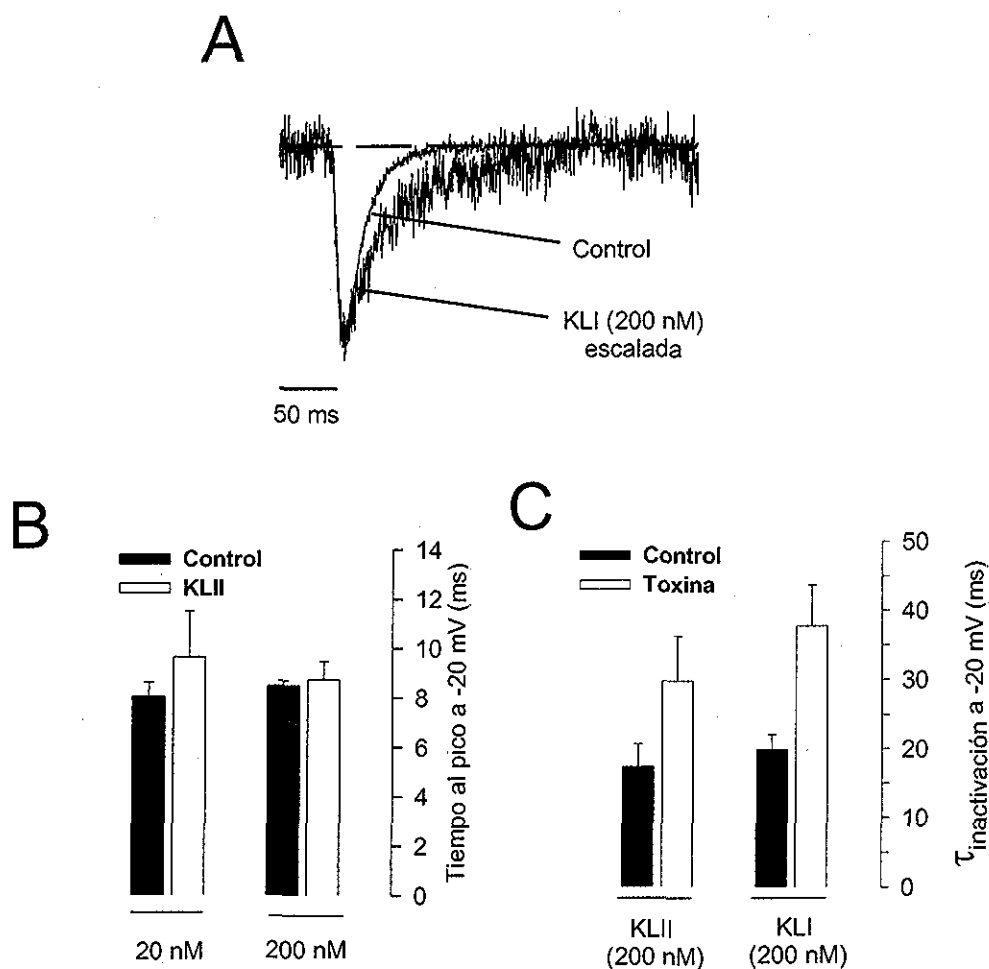 A
Control
KLI (200 nM)
escalada
50 ms
B
Control
KLII
14
12
10
8
6
4
2
0
Tiempo al pico a -20 mV (ms)
20 nM
200 nM
C
Control
Toxina
50
40
30
20
10
0
τinactivación a -20 mV (ms)
KLII
(200 nM)
KLI
(200 nM)